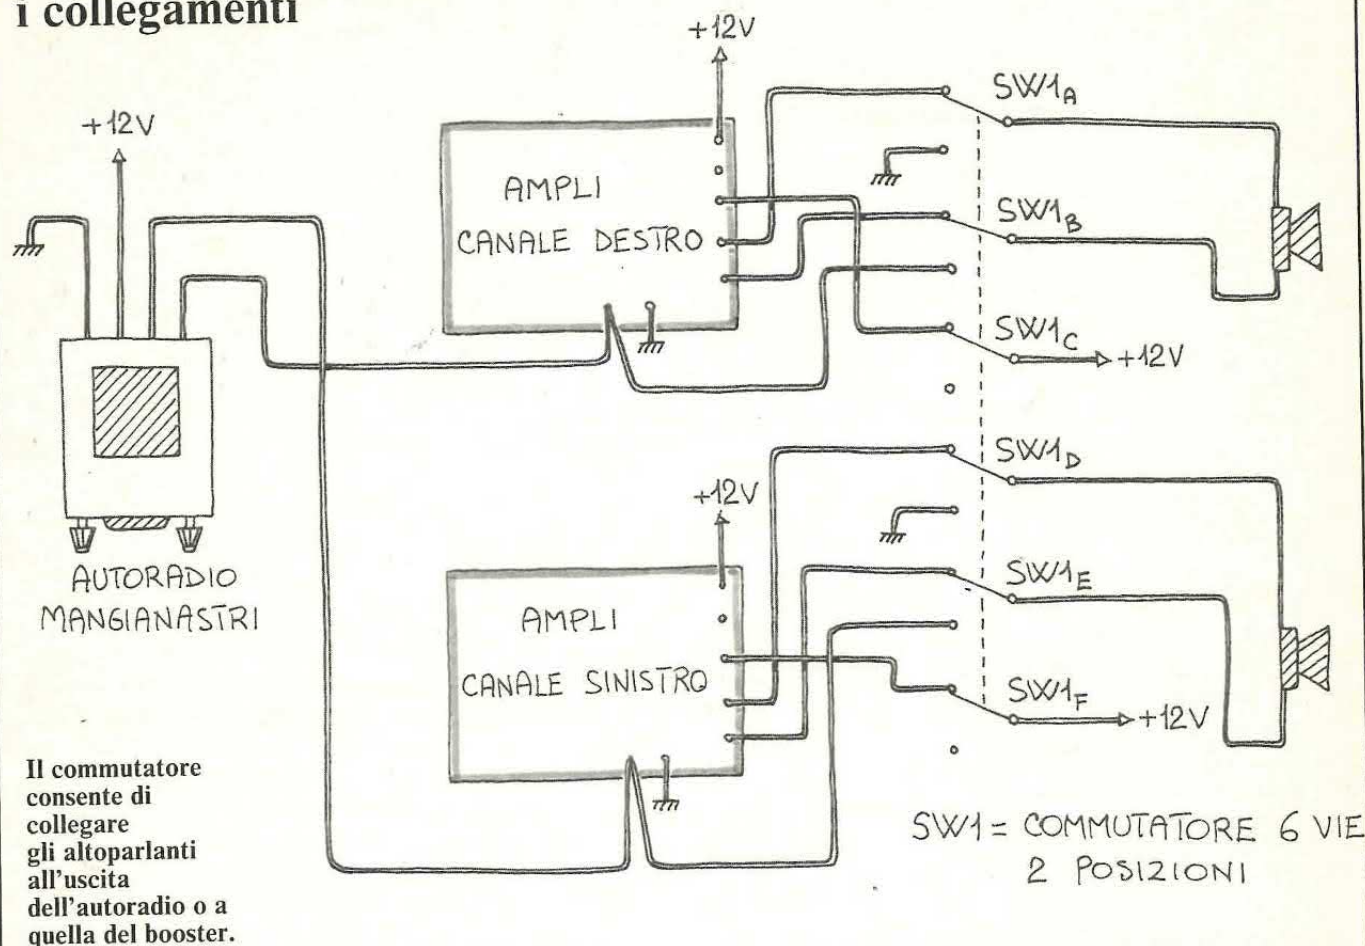 i collegamenti
+12V
+12V
SW1A
AMPLI
CANALE DESTRO
SW1B
SW1C
+12V
AUTORADIO
MANGIANASTRI
+12V
SW1D
AMPLI
CANALE SINISTRO
SW1E
SW1F
+12V
Il commutatore
consente di
collegare
gli altoparlanti
all'uscita
dell'autoradio o a
quella del booster.
SW1 = COMMUTATORE 6 VIE
2 POSIZIONI